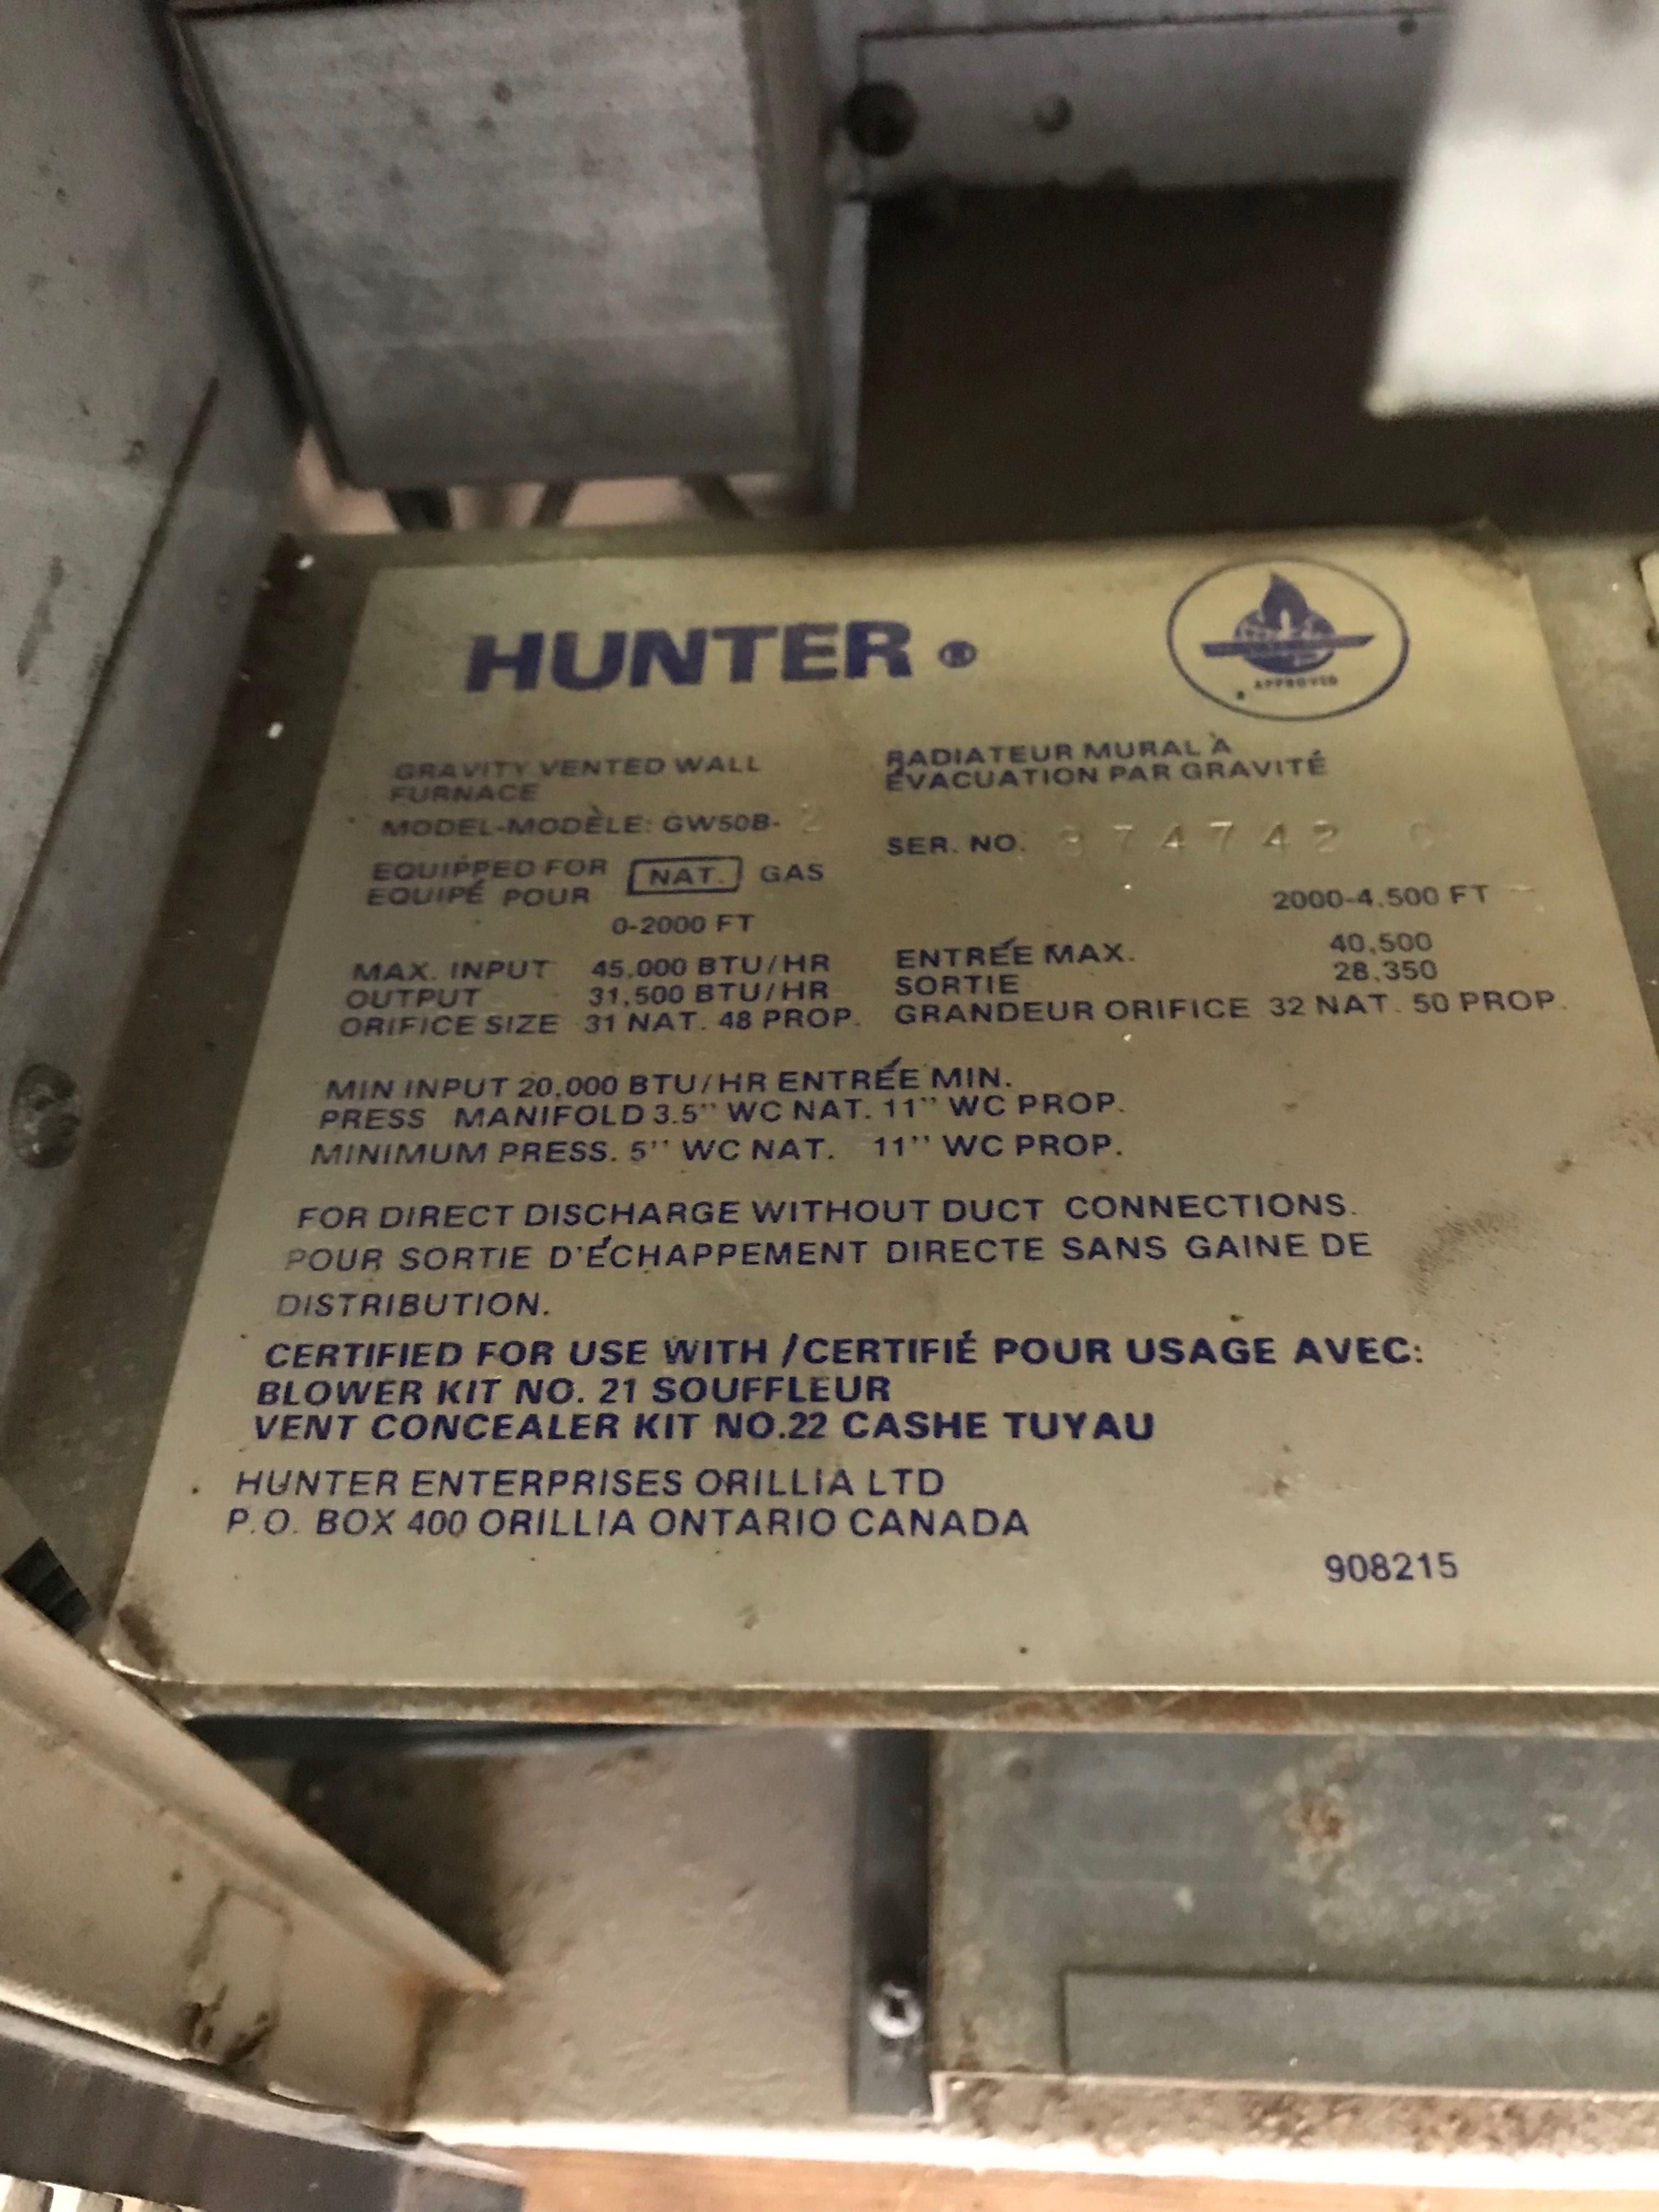 HUNTER ®
APPROVED
GRAVITY VENTED WALL
FURNACE
RADIATEUR MURAL À
ÉVACUATION PAR GRAVITÉ
MODEL-MODÈLE: GW50B- 2
SER. NO.
EQUIPPED FOR
EQUIPÉ POUR
NAT. GAS
0-2000 FT
2000-4.500 FT
MAX. INPUT 45,000 BTU/HR ENTRÉE MAX. 40,500
OUTPUT 31,500 BTU/HR SORTIE 28.350
ORIFICE SIZE 31 NAT. 48 PROP. GRANDEUR ORIFICE 32 NAT. 50 PROP.
MIN INPUT 20,000 BTU/HR ENTRÉE MIN.
PRESS MANIFOLD 3.5'' WC NAT. 11'' WC PROP.
MINIMUM PRESS. 5'' WC NAT. 11'' WC PROP.
FOR DIRECT DISCHARGE WITHOUT DUCT CONNECTIONS.
POUR SORTIE D'ÉCHAPPEMENT DIRECTE SANS GAINE DE
DISTRIBUTION.
CERTIFIED FOR USE WITH /CERTIFIÉ POUR USAGE AVEC:
BLOWER KIT NO. 21 SOUFFLEUR
VENT CONCEALER KIT NO.22 CASHE TUYAU
HUNTER ENTERPRISES ORILLIA LTD
P.O. BOX 400 ORILLIA ONTARIO CANADA
908215